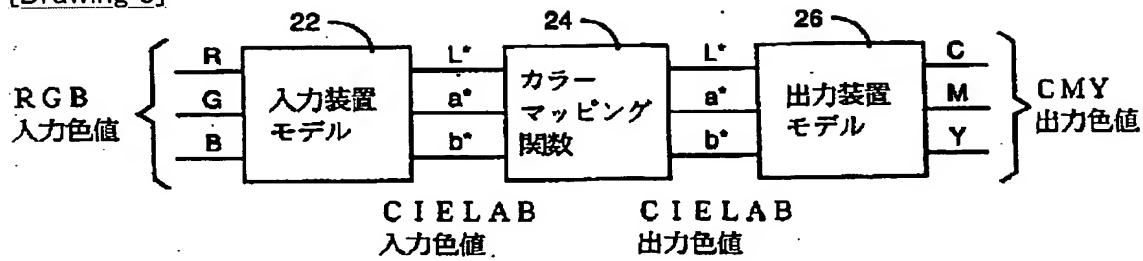 [Drawing
22
24
26
R
G
B
RGB
入力色値
入力装置
モデル
L*
a*
b*
カラー
マッピング
関数
L*
a*
b*
出力装置
モデル
C
M
Y
CMY
出力色値
CIELAB
入力色値
CIELAB
出力色値